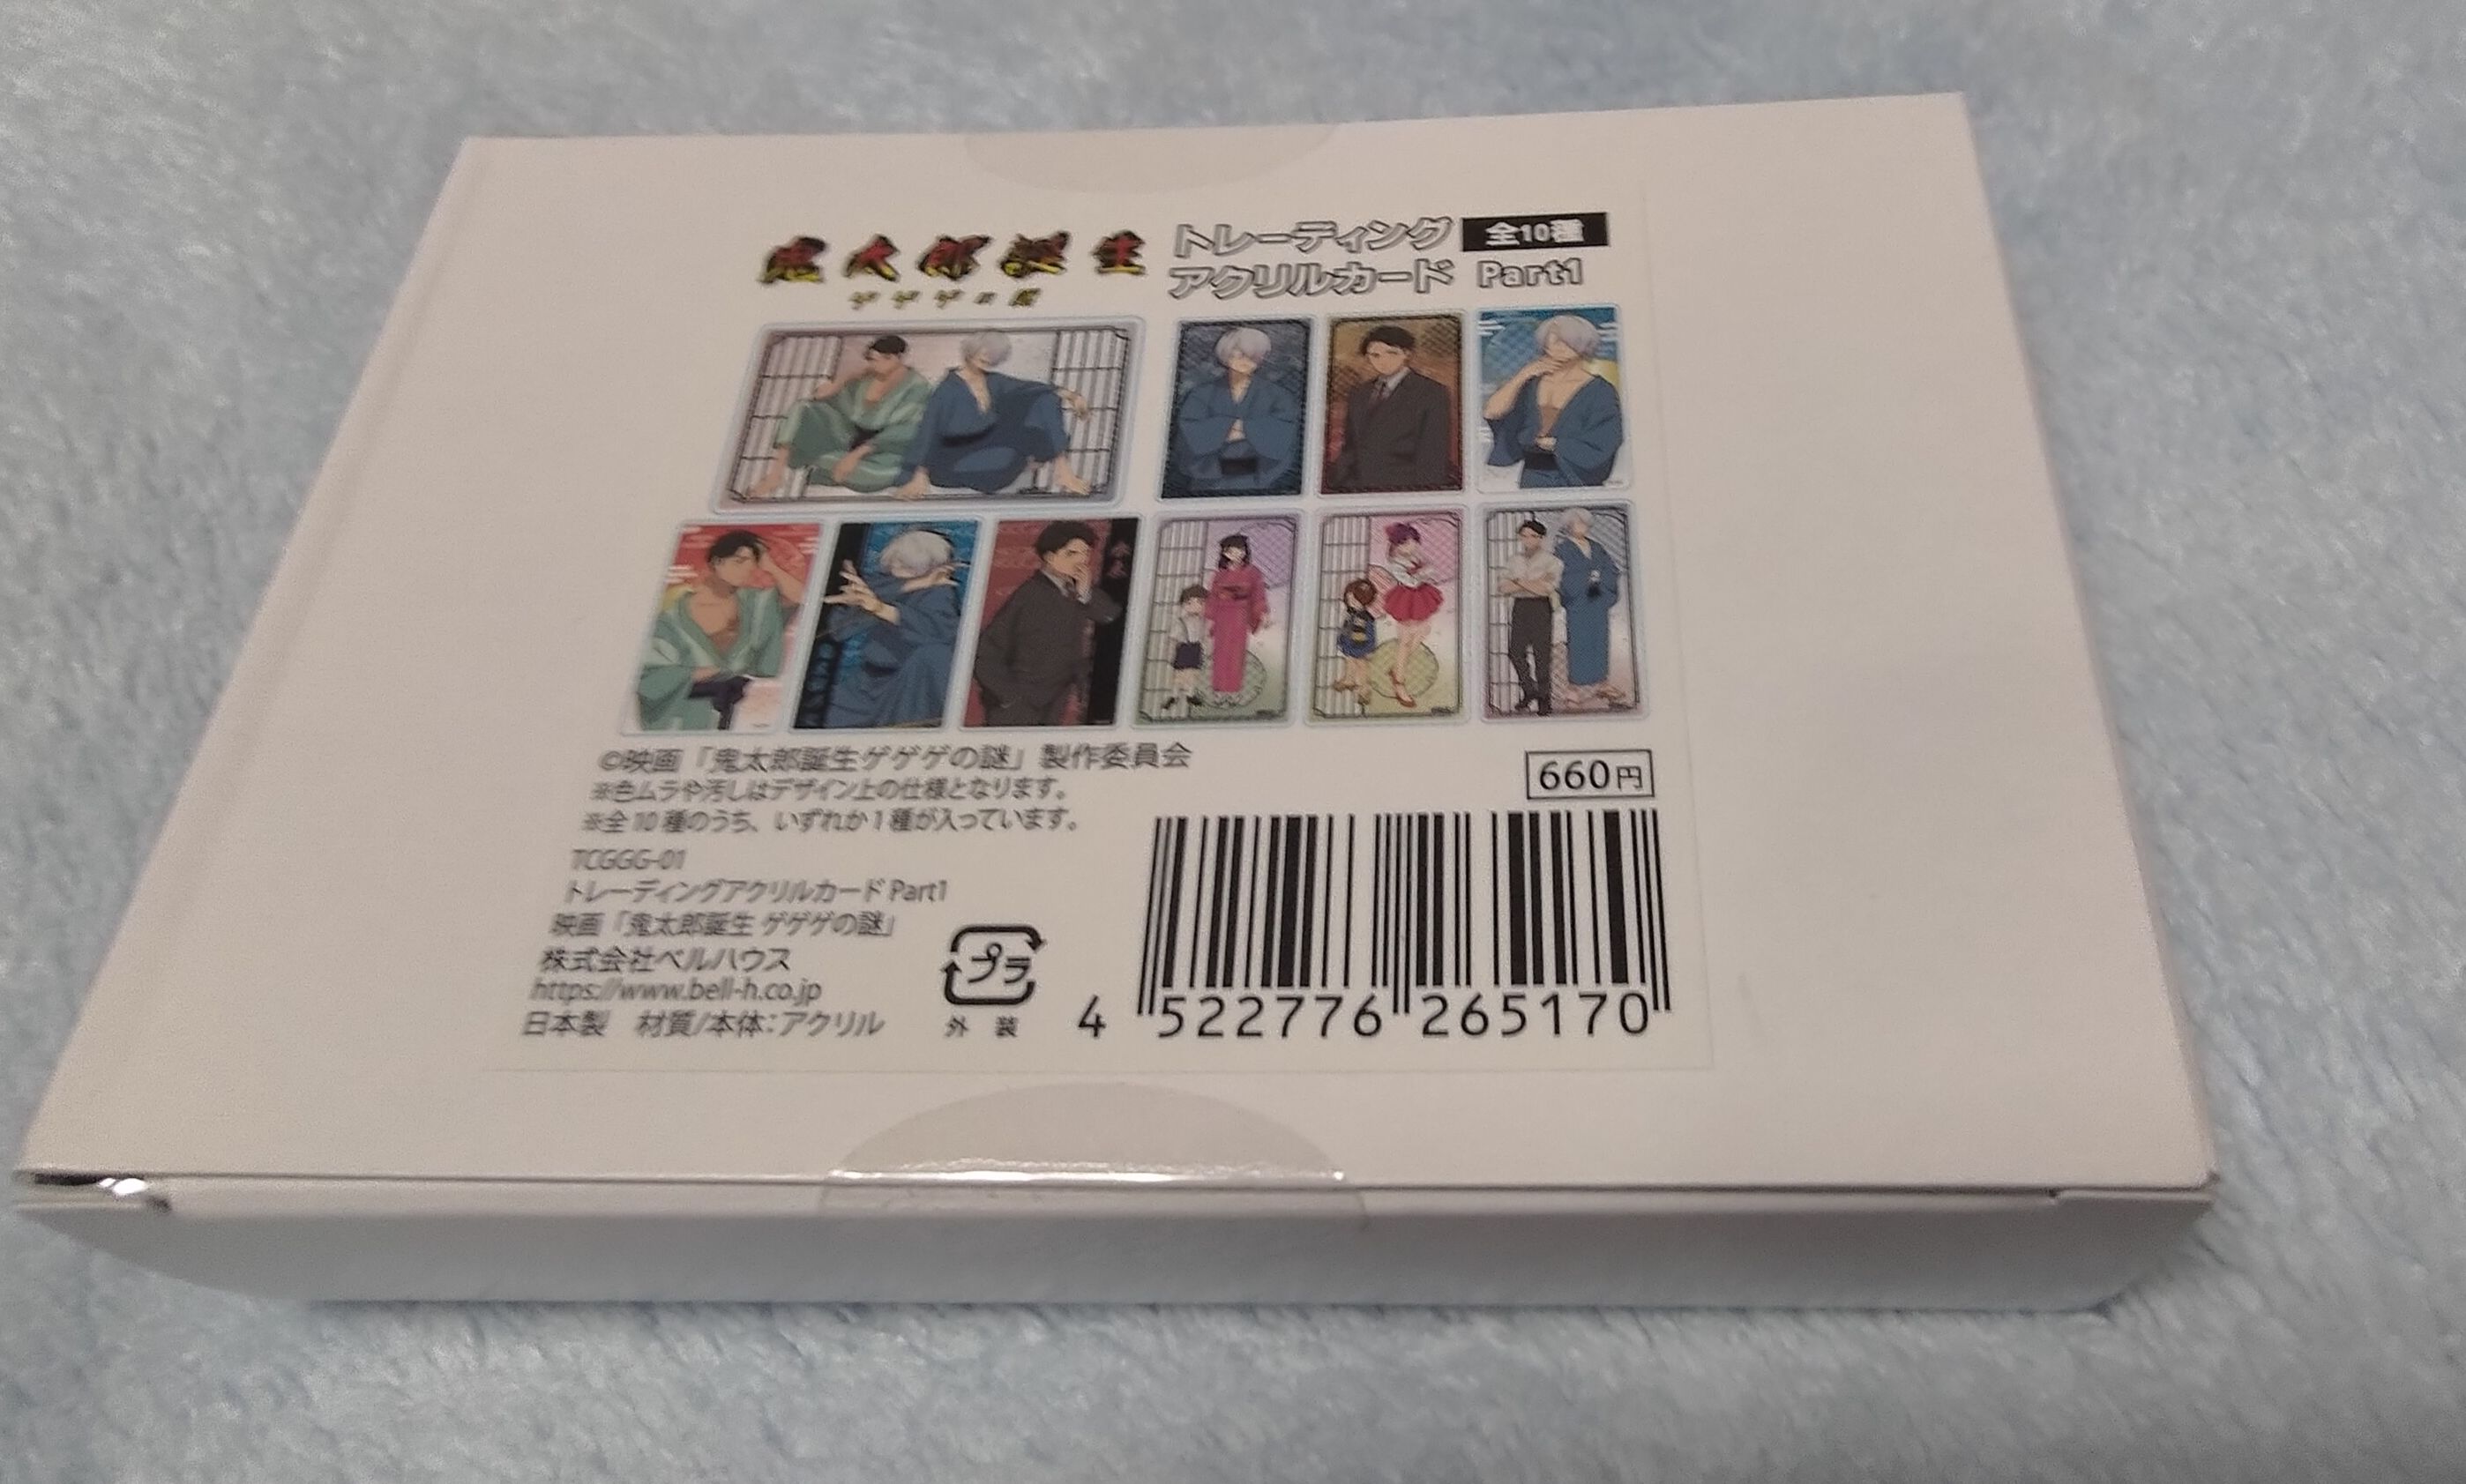 鬼太郎誕生
ゲゲゲの謎
トレーディング
アクリルカード Part1
全10種
©映画「鬼太郎誕生ゲゲゲの謎」製作委員会
※色ムラや汚しはデザイン上の仕様となります。
※全10種のうち、いずれか1種が入っています。
660円
TCGGG-01
トレーディングアクリルカード Part1
映画「鬼太郎誕生 ゲゲゲの謎」
株式会社ベルハウス
https://www.bell-h.co.jp
日本製 材質/本体:アクリル
プラ
外装
4 522776 265170